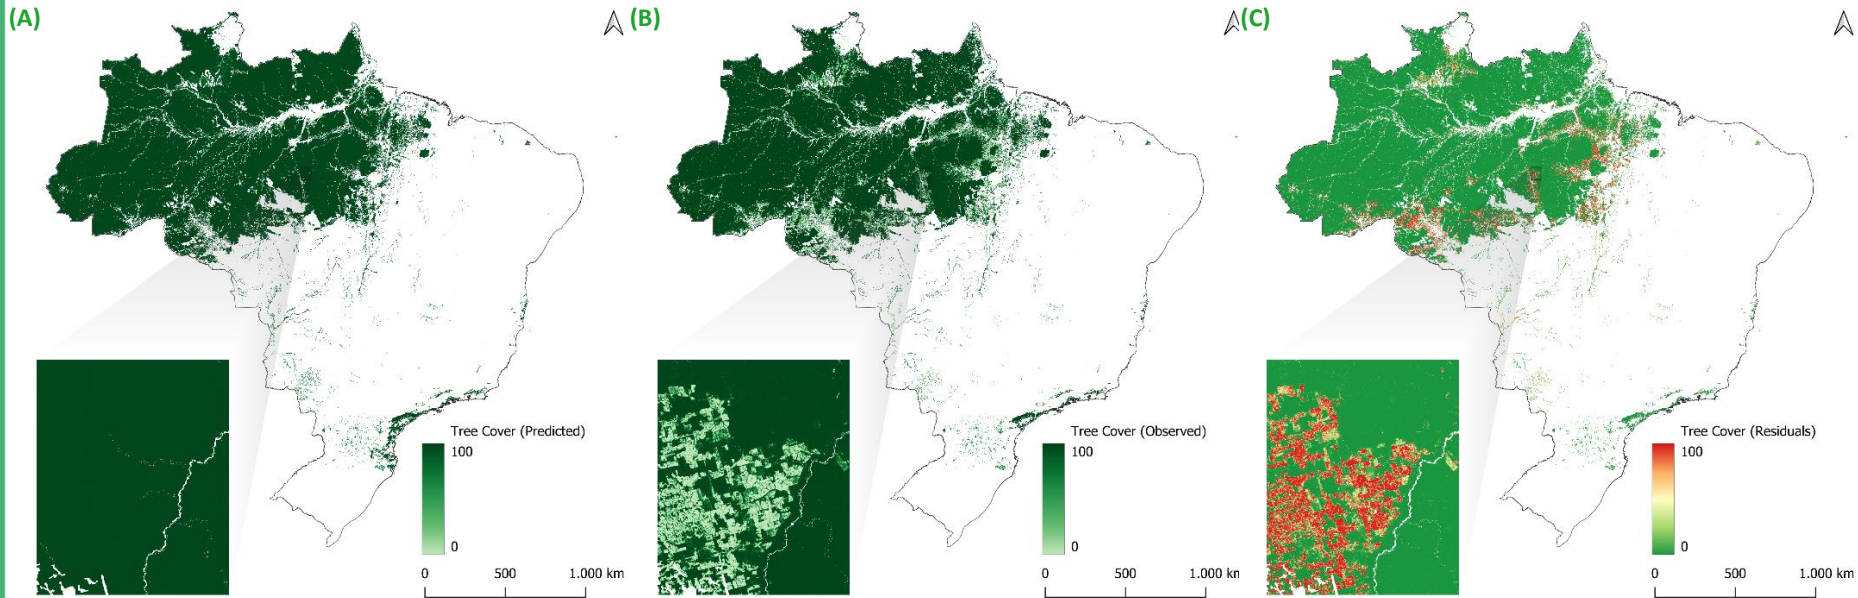 (A)
(B)
(C)
Tree Cover (Predicted)
100
0
0 500 1.000 km
Tree Cover (Observed)
100
0
0 500 1.000 km
Tree Cover (Residuals)
100
0
0 500 1.000 km